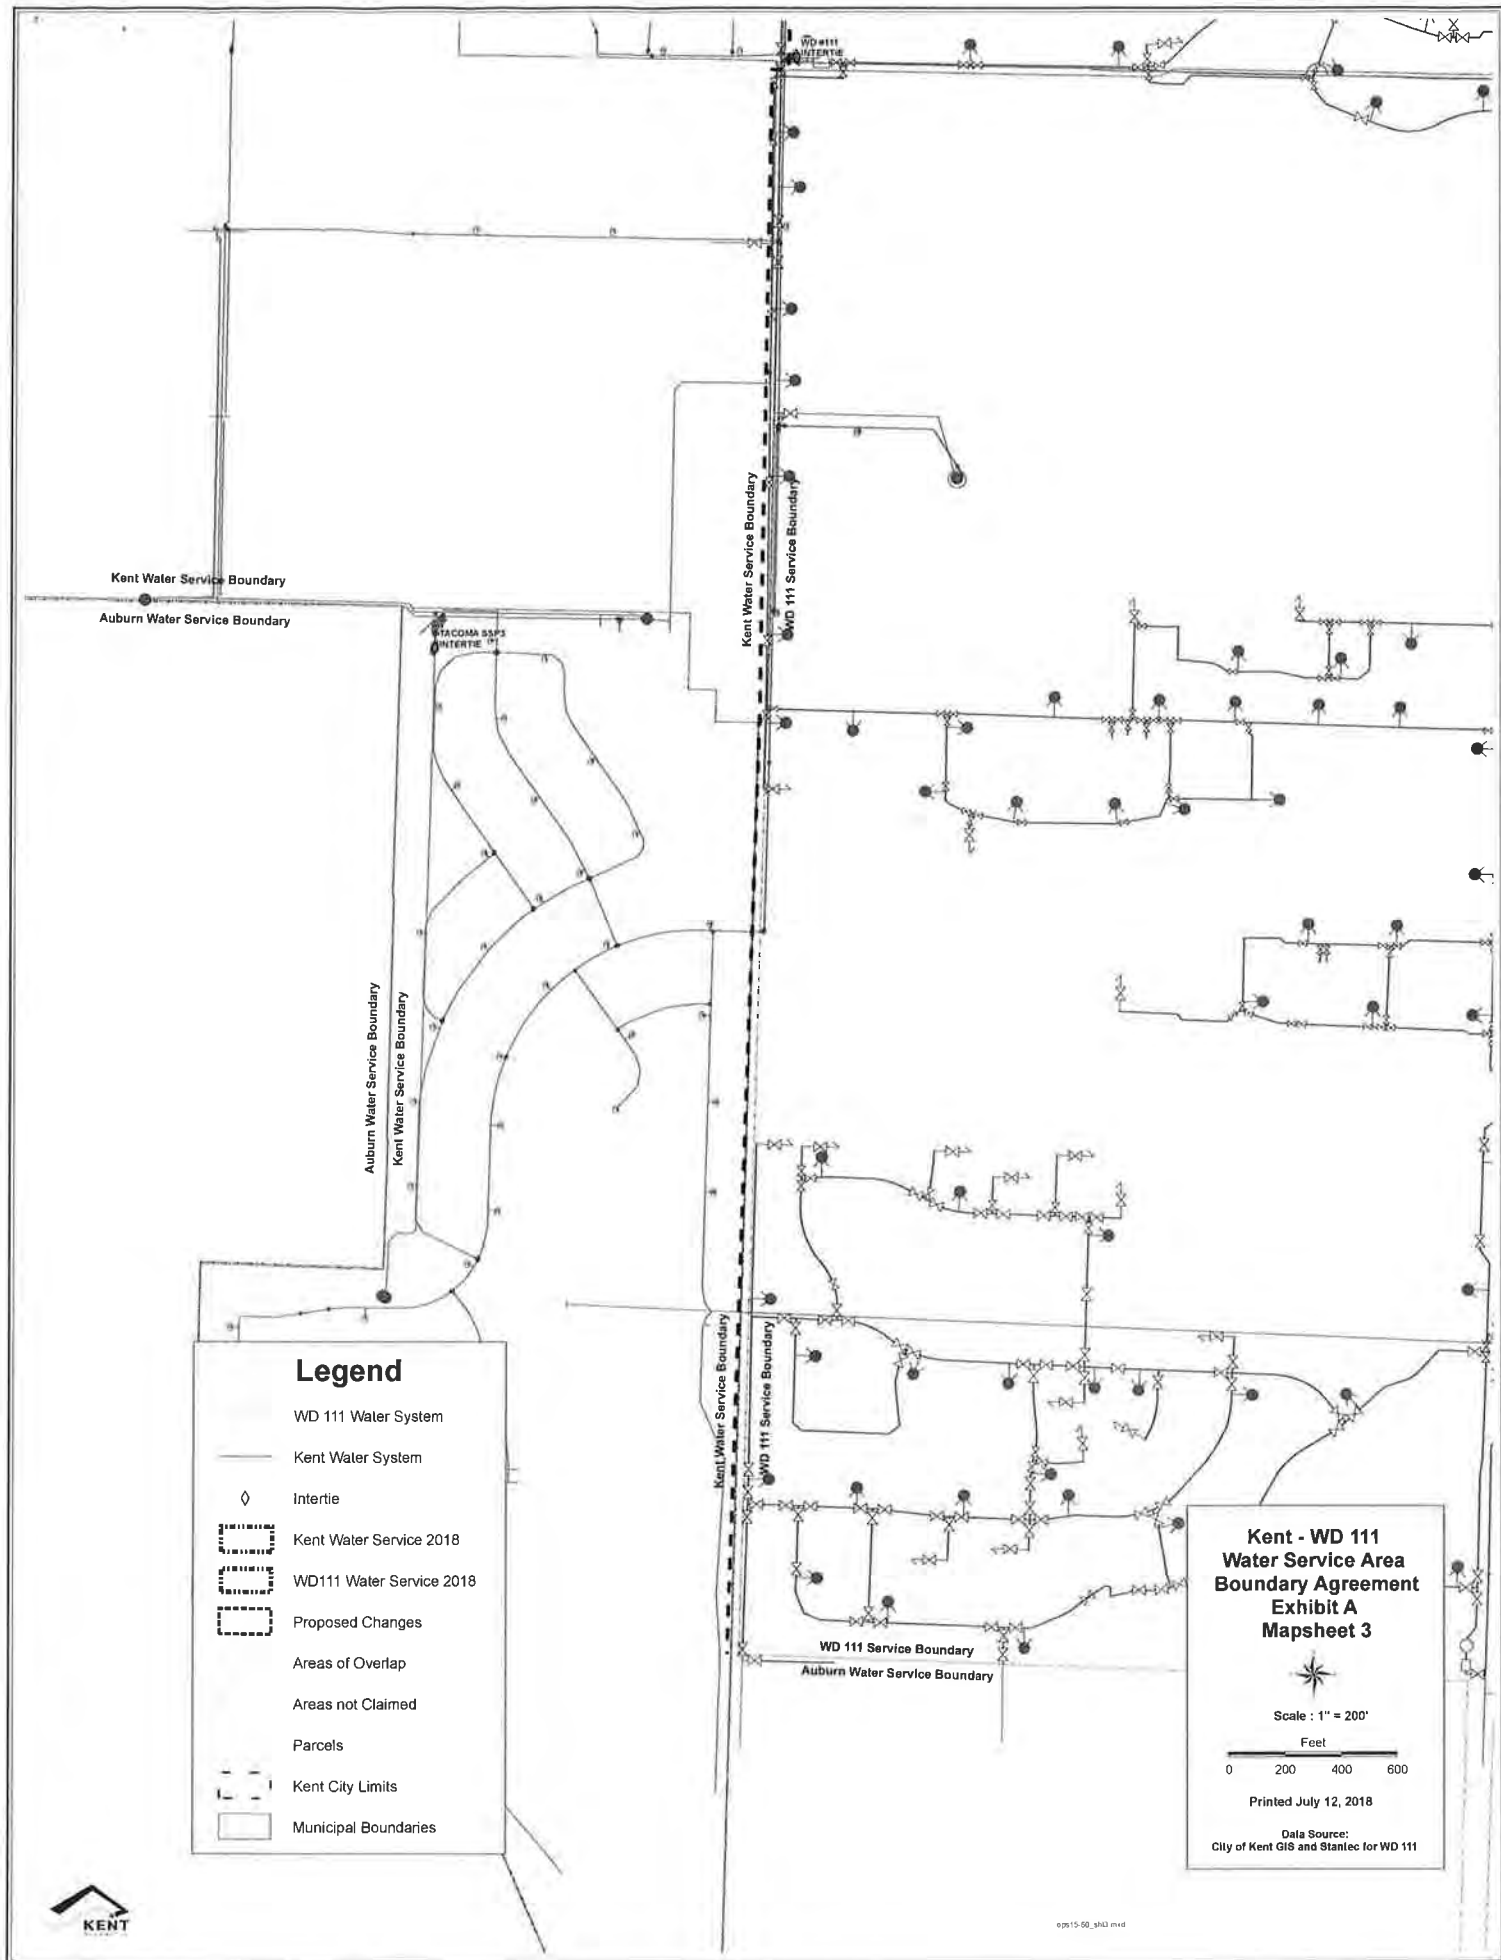 WD #111
INTERTIE
Kent Water Service Boundary
WD 111 Service Boundary
Kent Water Service Boundary
Auburn Water Service Boundary
TACOMA SSP3
INTERTIE
Auburn Water Service Boundary
Kent Water Service Boundary
Kent Water Service Boundary
WD 111 Service Boundary
WD 111 Service Boundary
Auburn Water Service Boundary
Legend
WD 111 Water System
Kent Water System
Intertie
Kent Water Service 2018
WD111 Water Service 2018
Proposed Changes
Areas of Overlap
Areas not Claimed
Parcels
Kent City Limits
Municipal Boundaries
Kent - WD 111
Water Service Area
Boundary Agreement
Exhibit A
Mapsheet 3
Scale : 1" = 200'
Feet
0 200 400 600
Printed July 12, 2018
Data Source:
City of Kent GIS and Stantec for WD 111
KENT